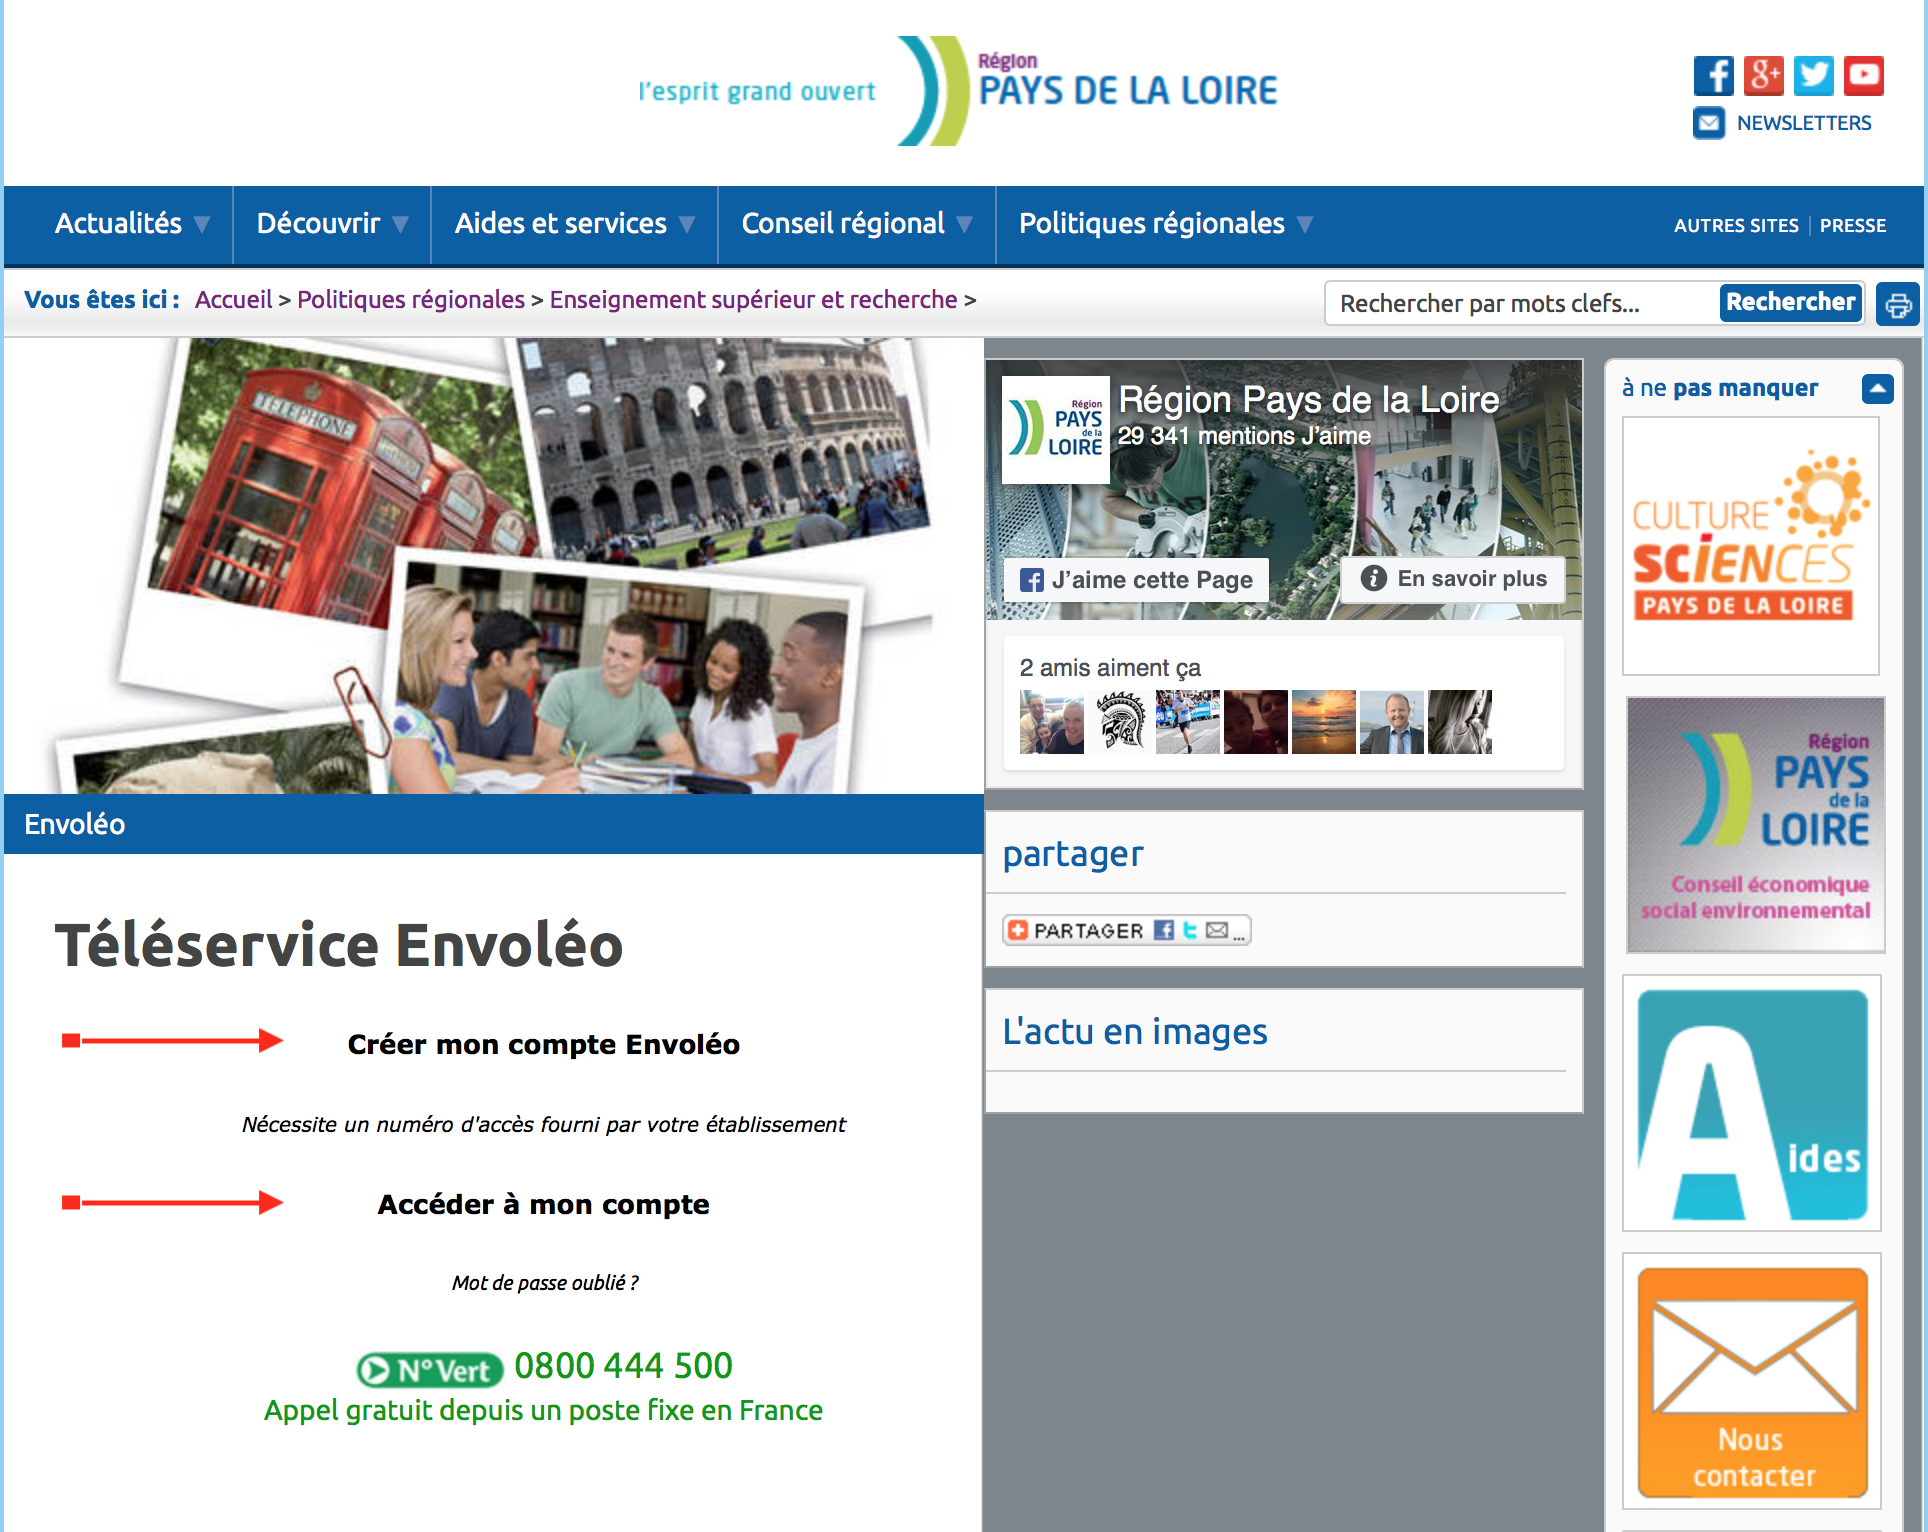 l'esprit grand ouvert
Région
PAYS DE LA LOIRE
NEWSLETTERS
Actualités
Découvrir
Aides et services
Conseil régional
Politiques régionales
AUTRES SITES | PRESSE
Vous êtes ici : Accueil > Politiques régionales > Enseignement supérieur et recherche >
Rechercher par mots clefs...
Rechercher
TELEPHONE
Envoléo
Téléservice Envoléo
Créer mon compte Envoléo
Nécessite un numéro d'accès fourni par votre établissement
Accéder à mon compte
Mot de passe oublié ?
N° Vert 0800 444 500
Appel gratuit depuis un poste fixe en France
Région
PAYS
de la
LOIRE
Région Pays de la Loire
29 341 mentions J'aime
J'aime cette Page
En savoir plus
2 amis aiment ça
partager
PARTAGER ...
L'actu en images
à ne pas manquer
CULTURE
SCIENCES
PAYS DE LA LOIRE
Région
PAYS
de la
LOIRE
Conseil économique
social environnemental
Aides
Nous
contacter